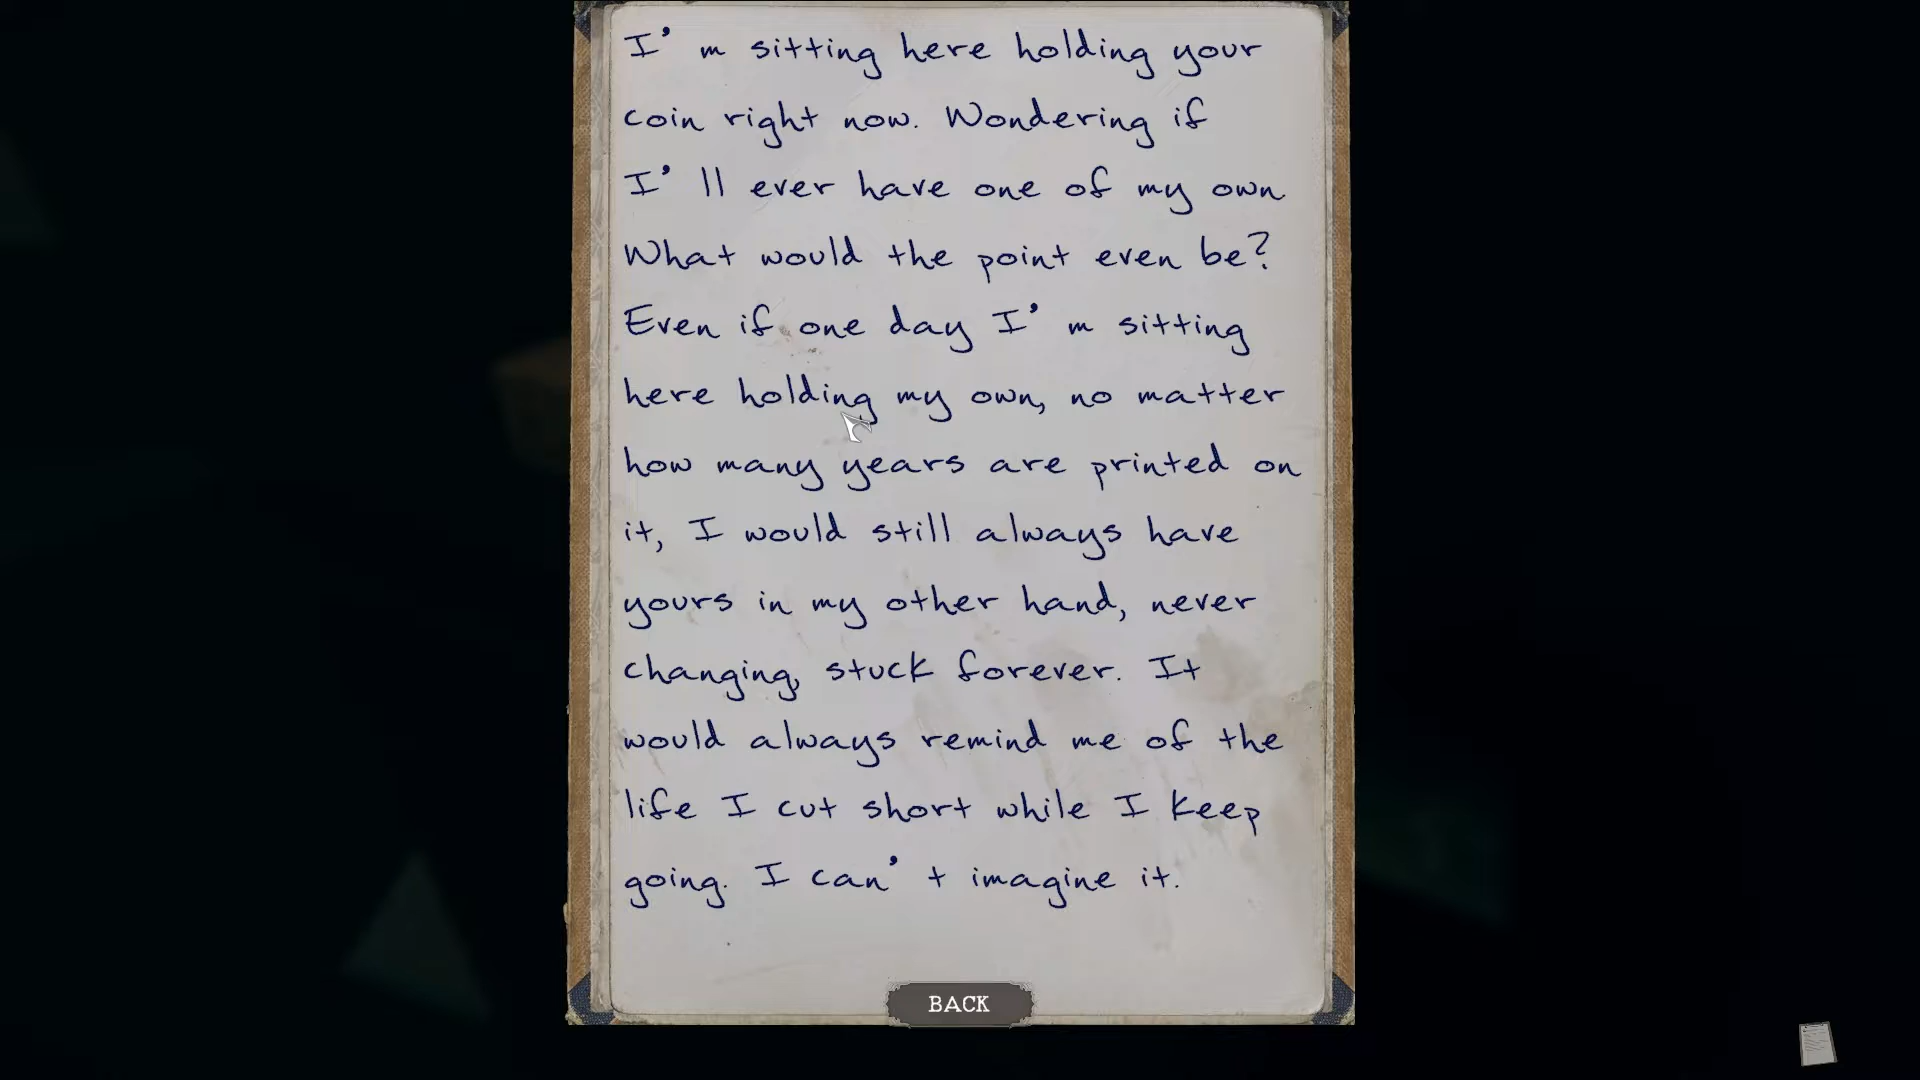 I' m sitting here holding your
coin right now. Wondering if
I' ll ever have one of my own
What would the point even be?
Even if one day I' m sitting
here holding my own, no matter
how many years are printed on
it, I would still always have
yours in my other hand, never
changing, stuck forever. It
would always remind me of the
life I cut short while I keep
going. I can' t imagine it.
BACK